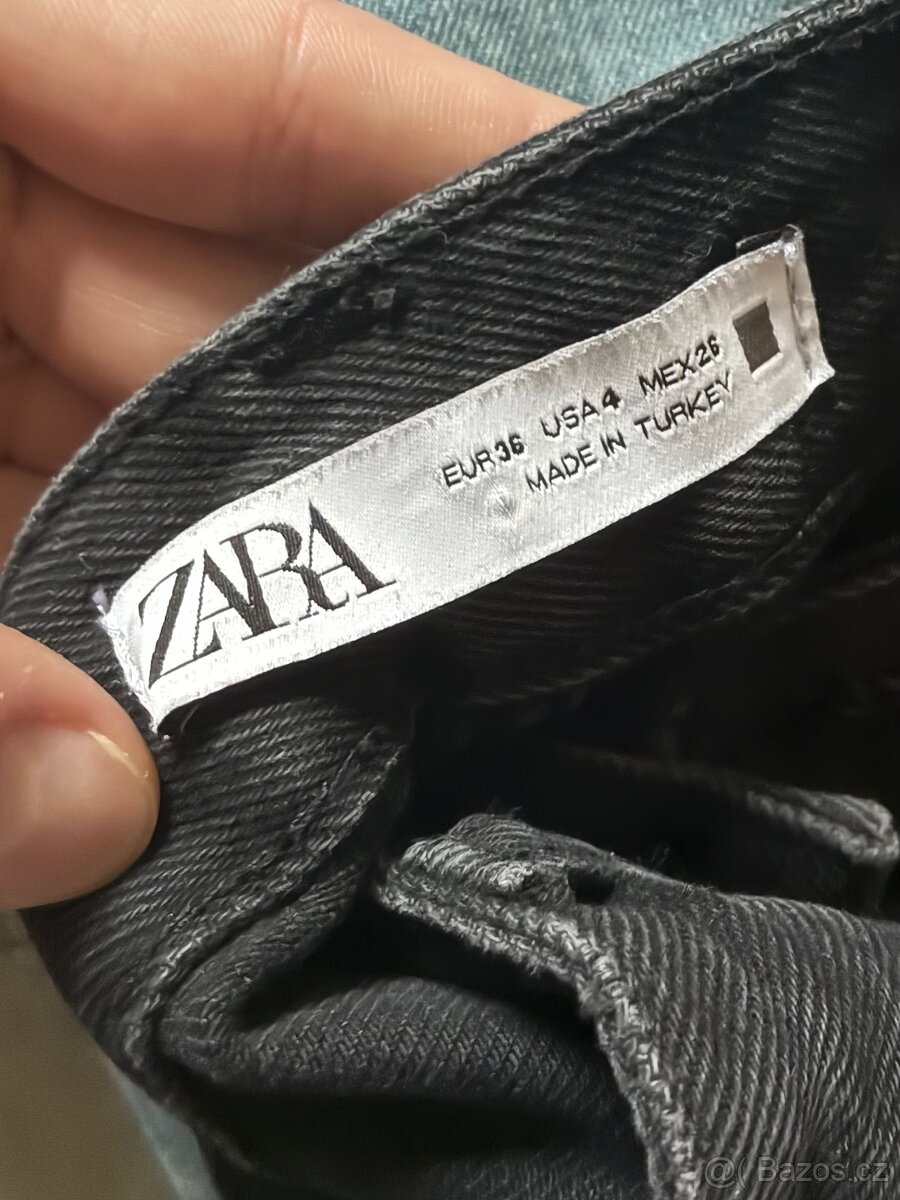 ZARA
EUR36 USA4 MEX26
MADE IN TURKEY
@( Bazos.cz